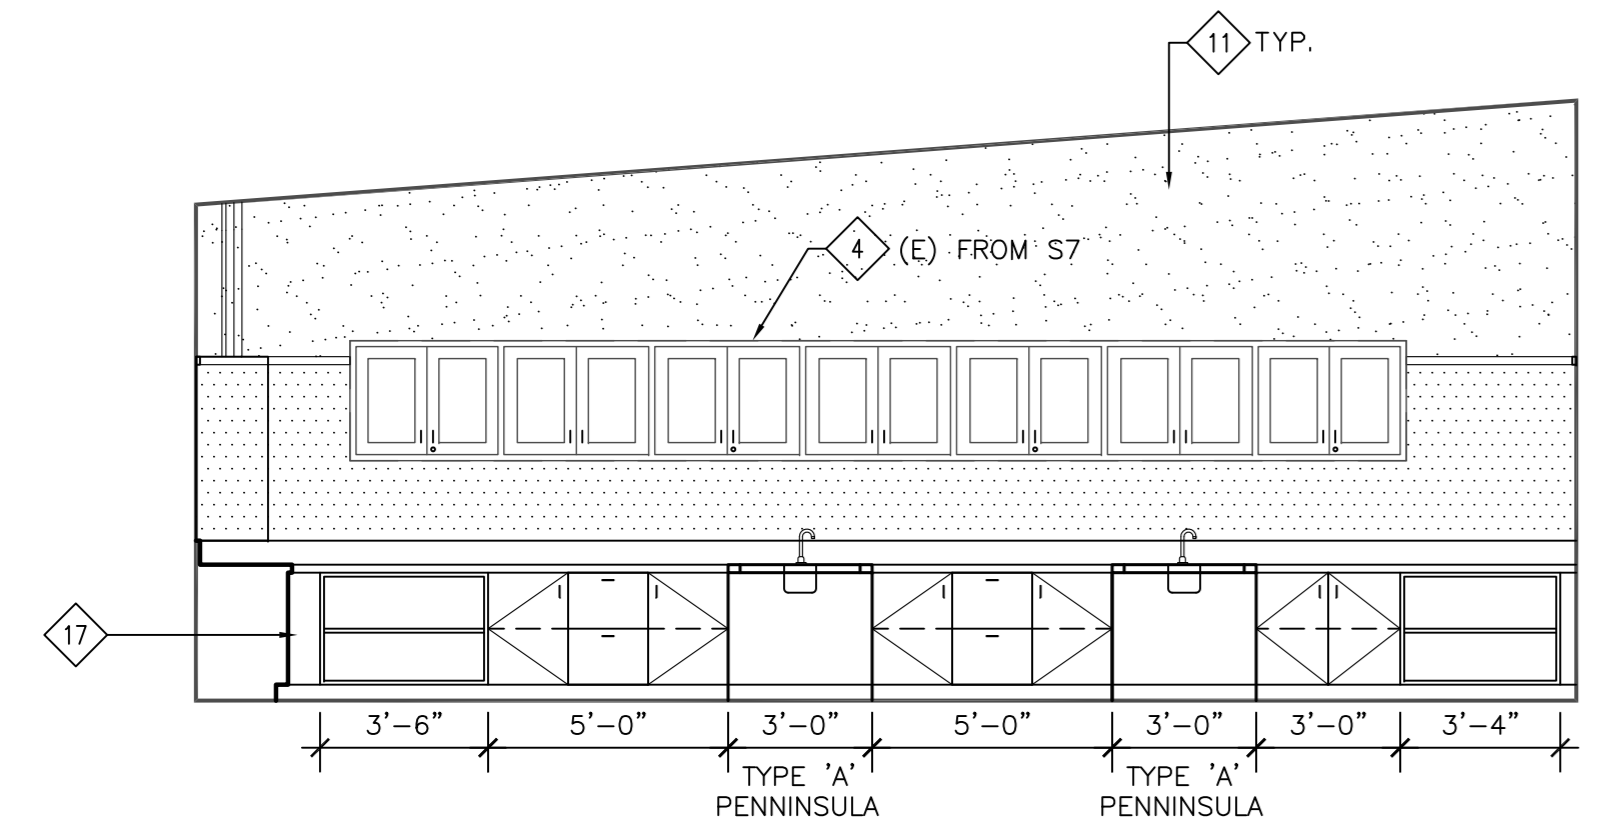 11 TYP.
4 (E) FROM S7
17
3'-6" 5'-0" 3'-0" 5'-0" 3'-0" 3'-0" 3'-4"
TYPE 'A' TYPE 'A'
PENNINSULA PENNINSULA